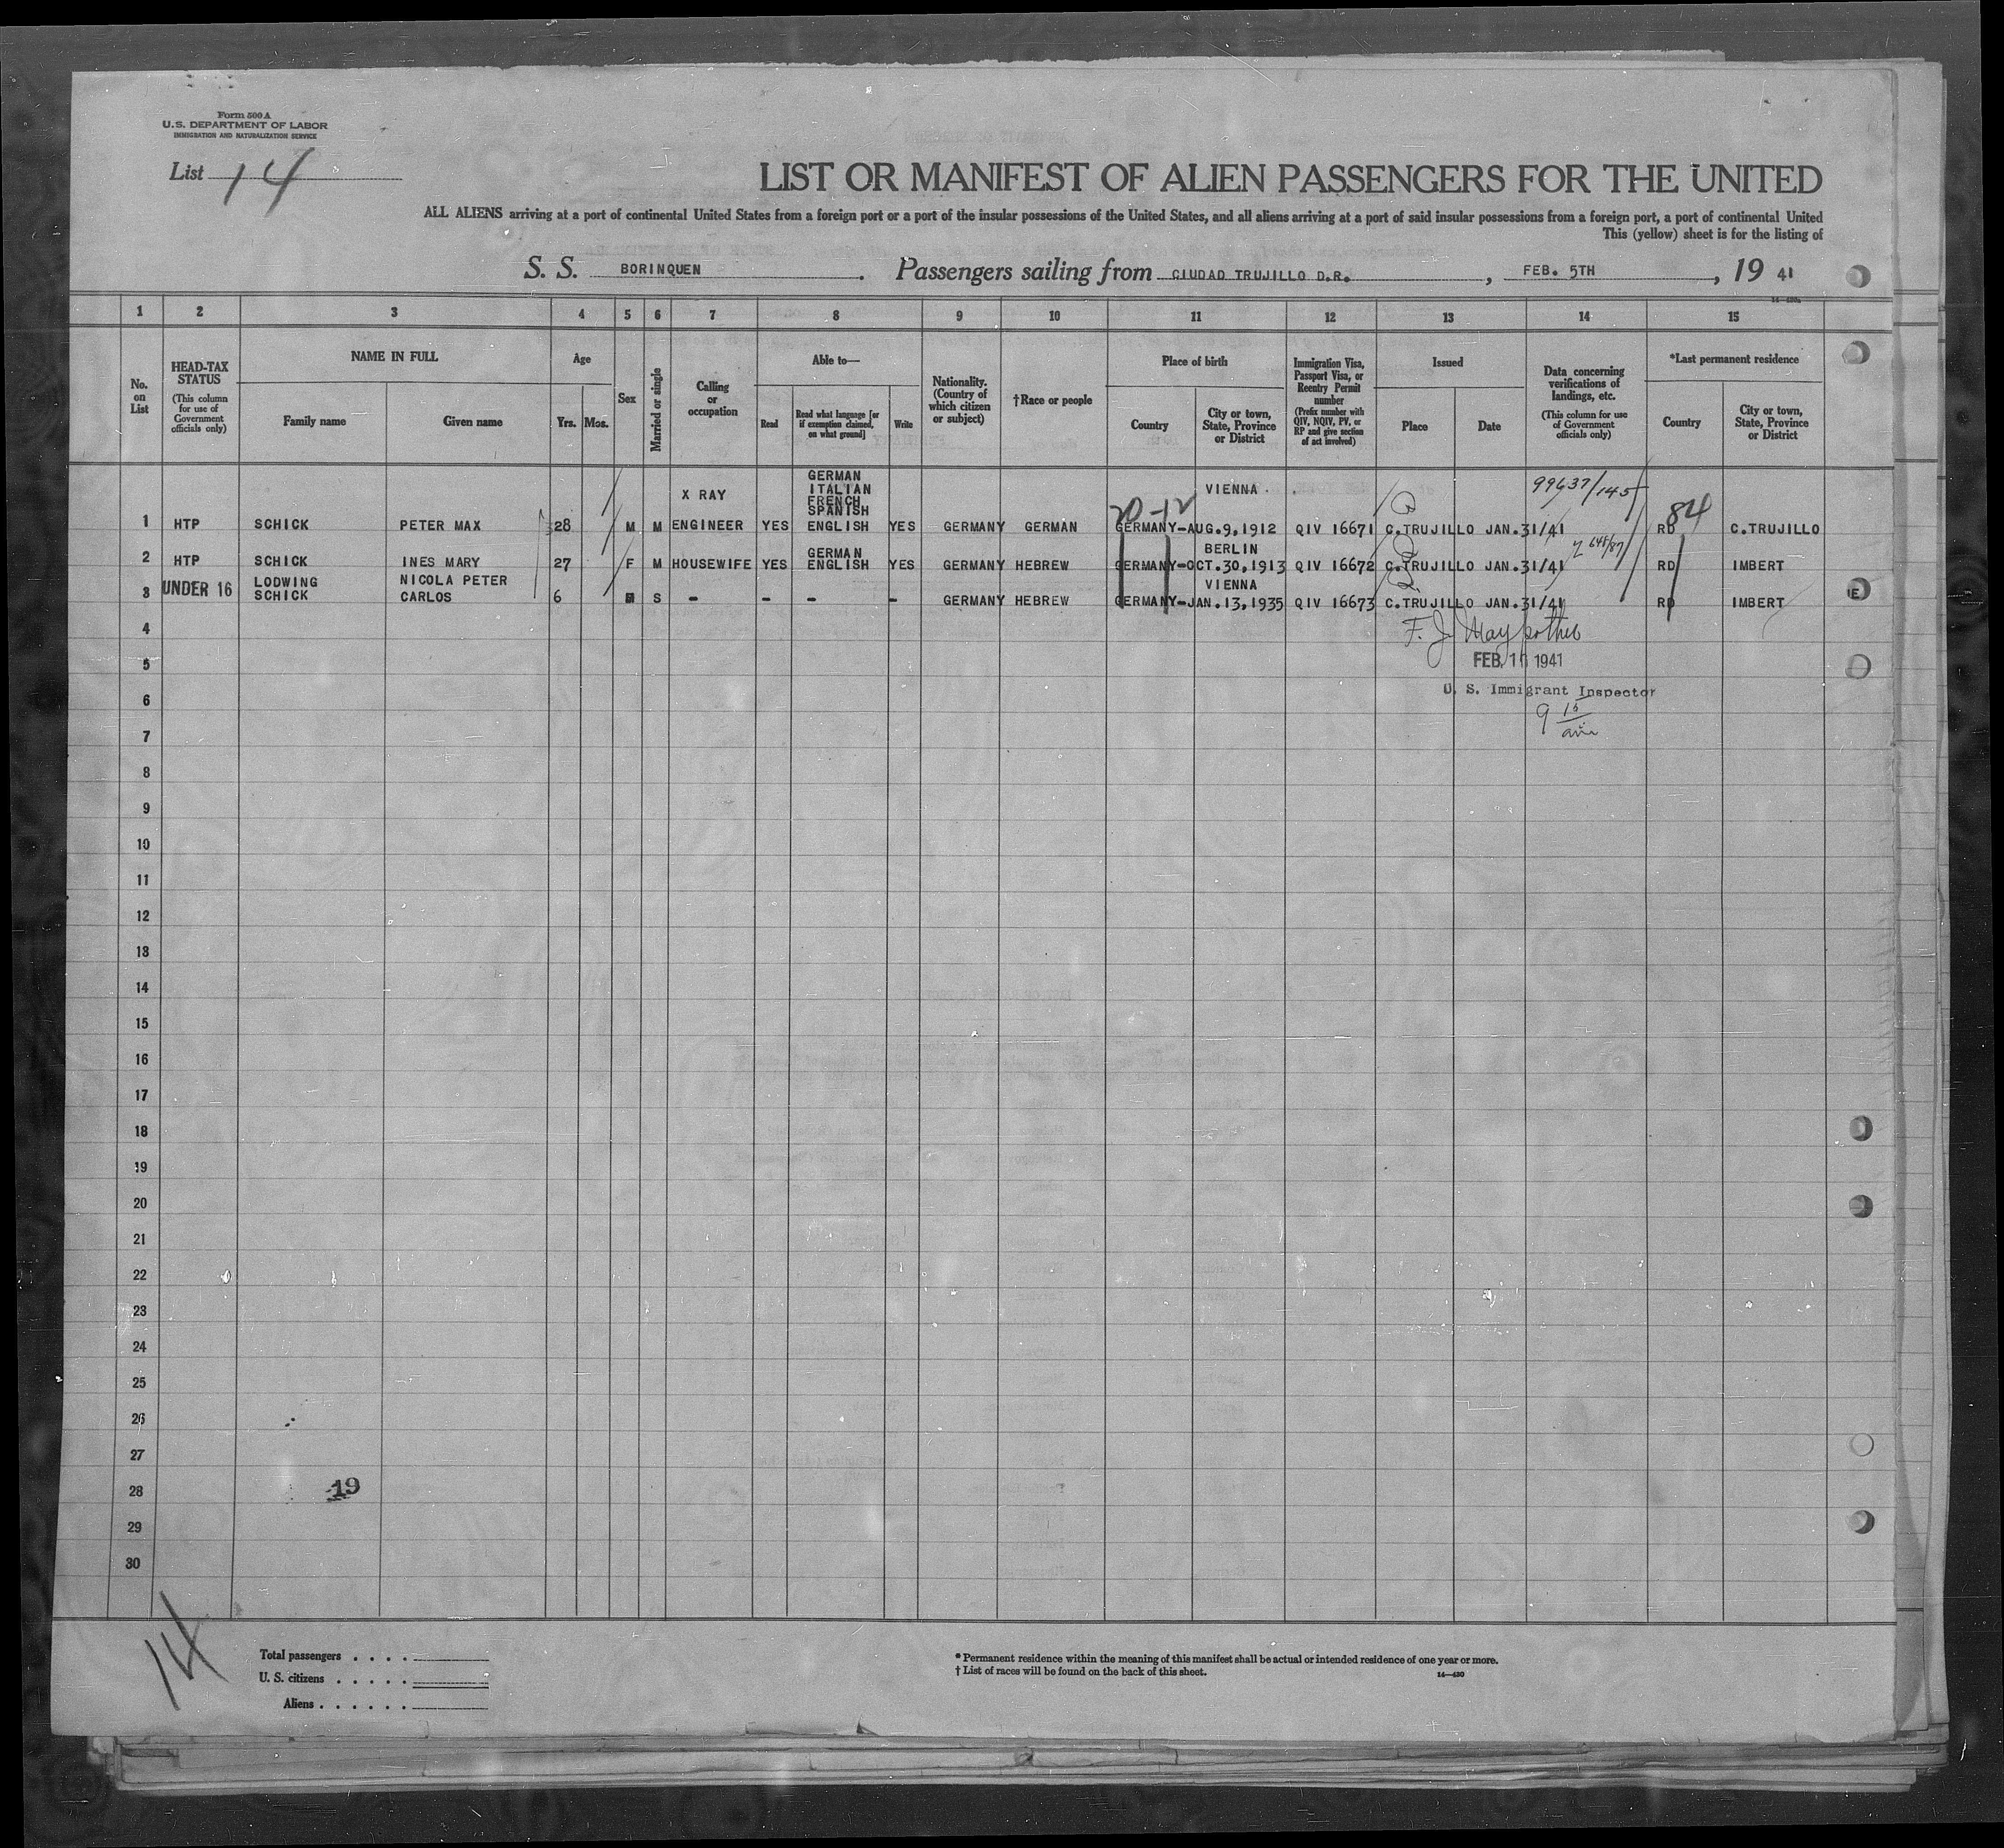 Form 500 A
U.S. DEPARTMENT OF LABOR
IMMIGRATION AND NATURALIZATION SERVICE
List 14
LIST OR MANIFEST OF ALIEN PASSENGERS FOR THE UNITED
ALL ALIENS arriving at a port of continental United States from a foreign port or a port of the insular possessions of the United States, and all aliens arriving at a port of said insular possessions from a foreign port, a port of continental United
This (yellow) sheet is for the listing of
S. S. BORINQUEN. Passengers sailing from CIUDAD TRUJILLO D.R., FEB. 5TH, 19 41
1 2 3 4 5 6 7 8 9 10 11 12 13 14 15
No. on List
HEAD-TAX STATUS
(This column for use of Government officials only)
NAME IN FULL
Family name
Given name
Age
Yrs.
Mos.
Sex
Married or single
Calling or occupation
Able to—
Read
Read what language [or if exemption claimed, on what ground]
Write
Nationality. (Country of which citizen or subject)
†Race or people
Place of birth
Country
City or town, State, Province or District
Immigration Visa, Passport Visa, or Reentry Permit number
(Prefix number with QIV, NQIV, PV, or RP and give section of act involved)
Issued
Place
Date
Data concerning verifications of landings, etc.
(This column for use of Government officials only)
*Last permanent residence
Country
City or town, State, Province or District
GERMAN
X RAY ITALIAN VIENNA 99637/145
FRENCH
SPANISH 20-12 84
1 HTP SCHICK PETER MAX 28 M M ENGINEER YES ENGLISH YES GERMANY GERMAN GERMANY-AUG.9,1912 QIV 16671 C.TRUJILLO JAN.31/41 RD C.TRUJILLO
GERMAN BERLIN
2 HTP SCHICK INES MARY 27 F M HOUSEWIFE YES ENGLISH YES GERMANY HEBREW GERMANY-OCT.30,1913 QIV 16672 C.TRUJILLO JAN.31/41 RD IMBERT
LODWING NICOLA PETER VIENNA
3 UNDER 16 SCHICK CARLOS 6 M S - - - - GERMANY HEBREW GERMANY-JAN.13,1935 QIV 16673 C.TRUJILLO JAN.31/41 RD IMBERT
4
5 FEB. 10 1941
6 U. S. Immigrant Inspector
9 15 am
7
8
9
10
11
12
13
14
15
16
17
18
19
20
21
22
23
24
25
26
27
28 19
29
30
14
Total passengers . . . .
U. S. citizens . . . . .
Aliens . . . . . .
* Permanent residence within the meaning of this manifest shall be actual or intended residence of one year or more.
† List of races will be found on the back of this sheet. 14—430